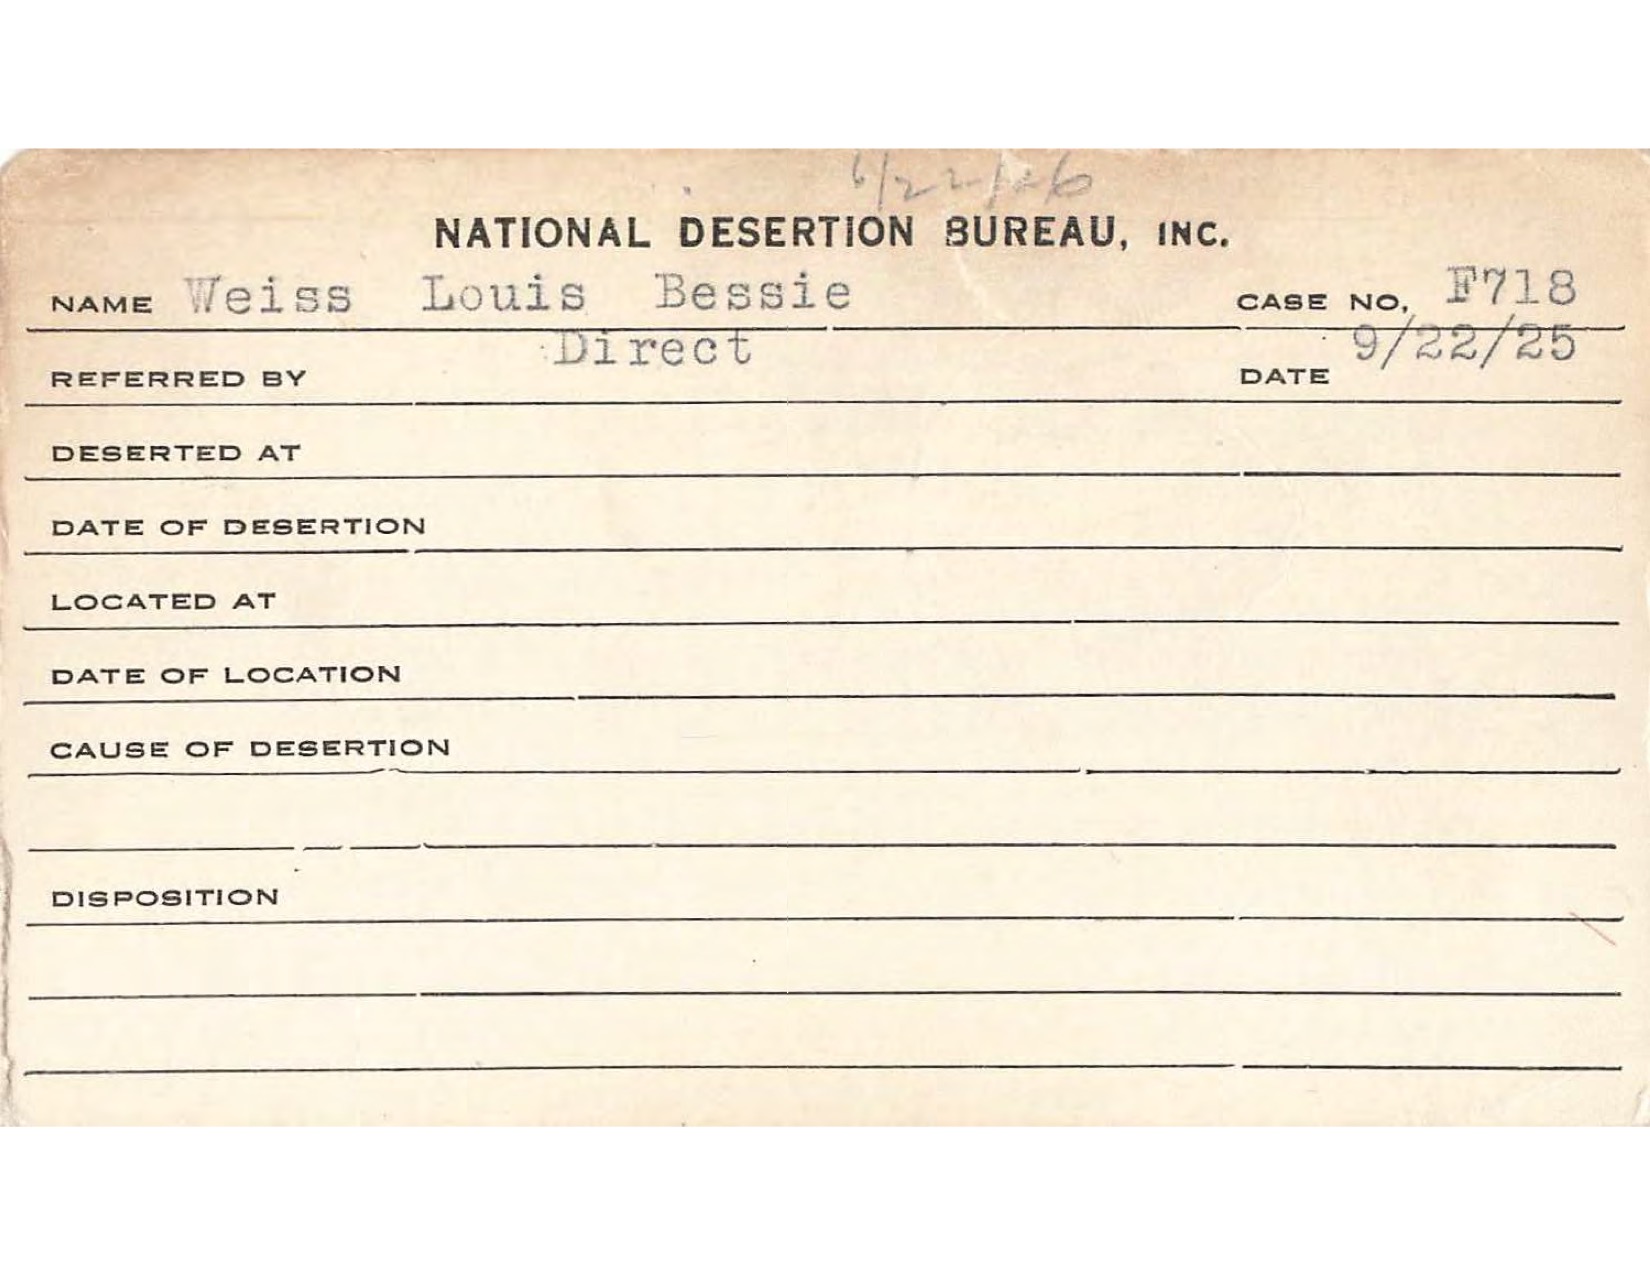 6/22/26
NATIONAL DESERTION BUREAU, INC.
NAME Weiss Louis Bessie CASE NO. F718
REFERRED BY Direct DATE 9/22/25
DESERTED AT
DATE OF DESERTION
LOCATED AT
DATE OF LOCATION
CAUSE OF DESERTION
DISPOSITION